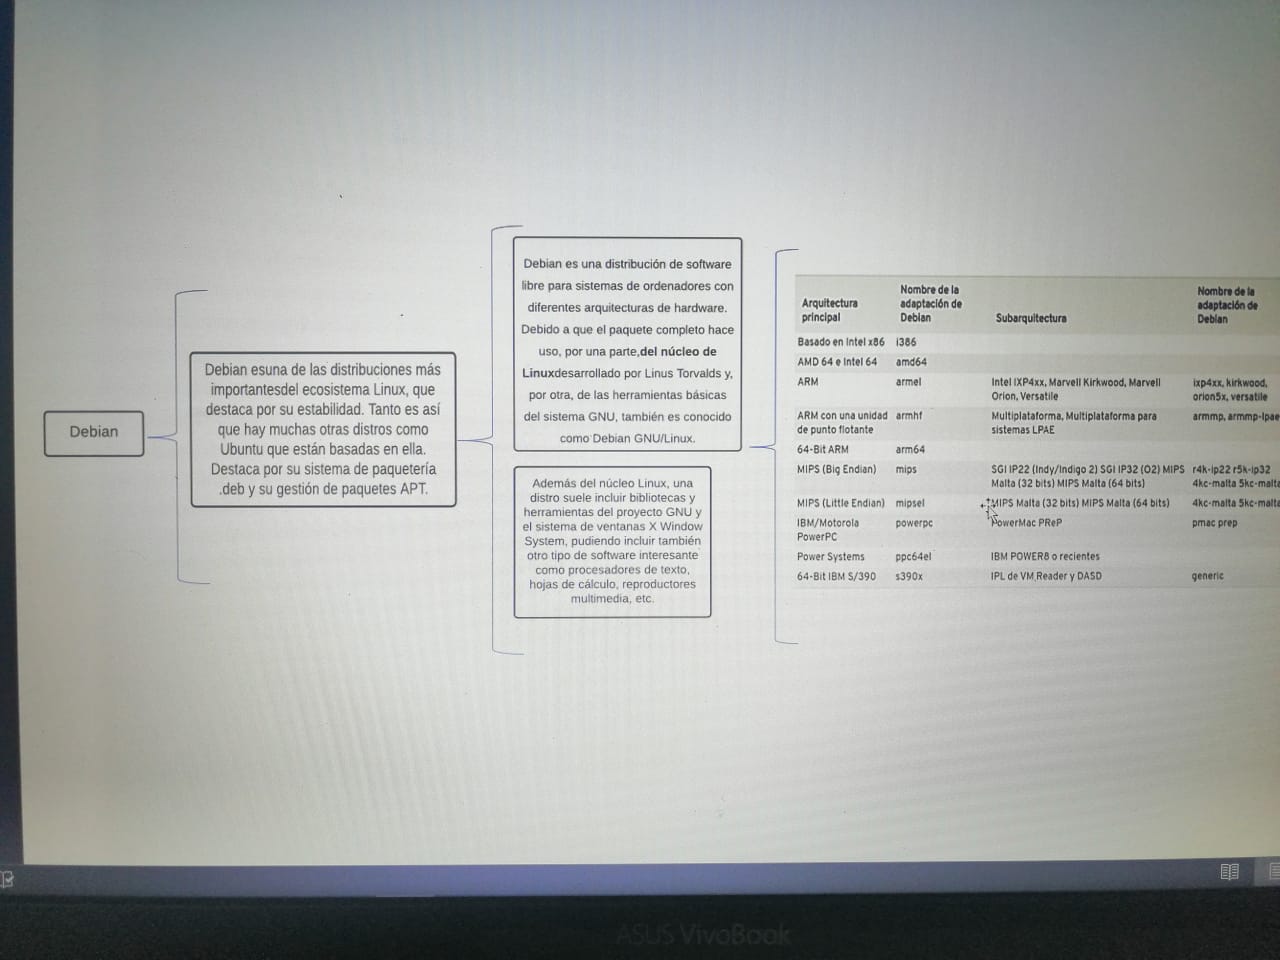 Debian
Debian esuna de las distribuciones más
importantesdel ecosistema Linux, que
destaca por su estabilidad. Tanto es así
que hay muchas otras distros como
Ubuntu que están basadas en ella.
Destaca por su sistema de paquetería
.deb y su gestión de paquetes APT.
Debian es una distribución de software
libre para sistemas de ordenadores con
diferentes arquitecturas de hardware.
Debido a que el paquete completo hace
uso, por una parte,del núcleo de
Linuxdesarrollado por Linus Torvalds y,
por otra, de las herramientas básicas
del sistema GNU, también es conocido
como Debian GNU/Linux.
Además del núcleo Linux, una
distro suele incluir bibliotecas y
herramientas del proyecto GNU y
el sistema de ventanas X Window
System, pudiendo incluir también
otro tipo de software interesante
como procesadores de texto,
hojas de cálculo, reproductores
multimedia, etc.
Arquitectura principal Nombre de la adaptación de Debian Subarquitectura Nombre de la adaptación de Debian
Basado en Intel x86 i386
AMD 64 e Intel 64 amd64
ARM armel Intel IXP4xx, Marvell Kirkwood, Marvell ixp4xx, kirkwood,
Orion, Versatile orion5x, versatile
ARM con una unidad armhf Multiplataforma, Multiplataforma para armmp, armmp-lpae
de punto flotante sistemas LPAE
64-Bit ARM arm64
MIPS (Big Endian) mips SGI IP22 (Indy/Indigo 2) SGI IP32 (O2) MIPS r4k-ip22 r5k-ip32
Malta (32 bits) MIPS Malta (64 bits) 4kc-malta 5kc-malta
MIPS (Little Endian) mipsel MIPS Malta (32 bits) MIPS Malta (64 bits) 4kc-malta 5kc-malta
IBM/Motorola powerpc PowerMac PReP pmac prep
PowerPC
Power Systems ppc64el IBM POWER8 o recientes
64-Bit IBM S/390 s390x IPL de VM Reader y DASD generic
ASUS VivoBook